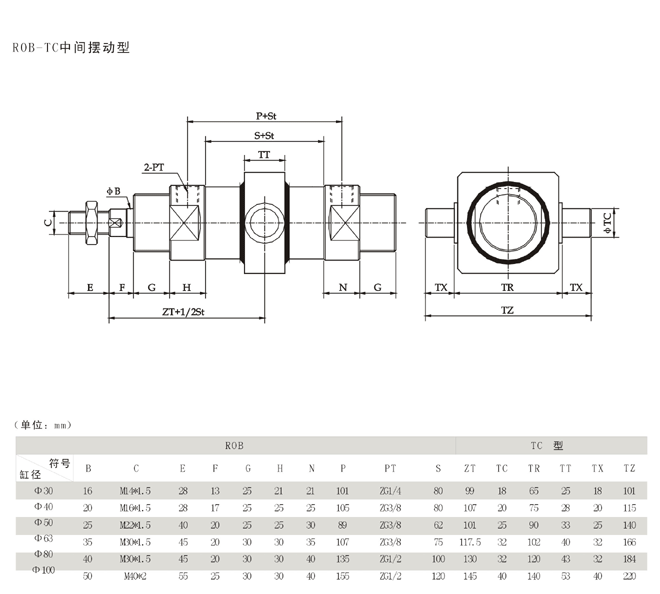 ROB-TC中间摆动型
P+St
S+St
TT
2-PT
φB
C
φTC
E F G H N G
TX TR TX
ZT+1/2St
TZ
(单位: mm)
ROB TC 型
符号
缸径
B C E F G H N P PT S ZT TC TR TT TX TZ
Φ30 16 M14*1.5 28 13 25 21 21 101 ZG1/4 80 99 18 65 25 18 101
Φ40 20 M16*1.5 28 17 25 25 25 105 ZG3/8 80 107 20 75 28 20 115
Φ50 25 M22*1.5 40 20 25 25 30 89 ZG3/8 62 101 25 90 33 25 140
Φ63 35 M30*1.5 45 20 30 30 35 107 ZG3/8 75 117.5 32 102 40 32 166
Φ80 40 M30*1.5 45 20 30 30 40 135 ZG1/2 100 130 32 120 43 32 184
Φ100 50 M40*2 55 25 30 30 40 155 ZG1/2 120 145 40 140 53 40 220